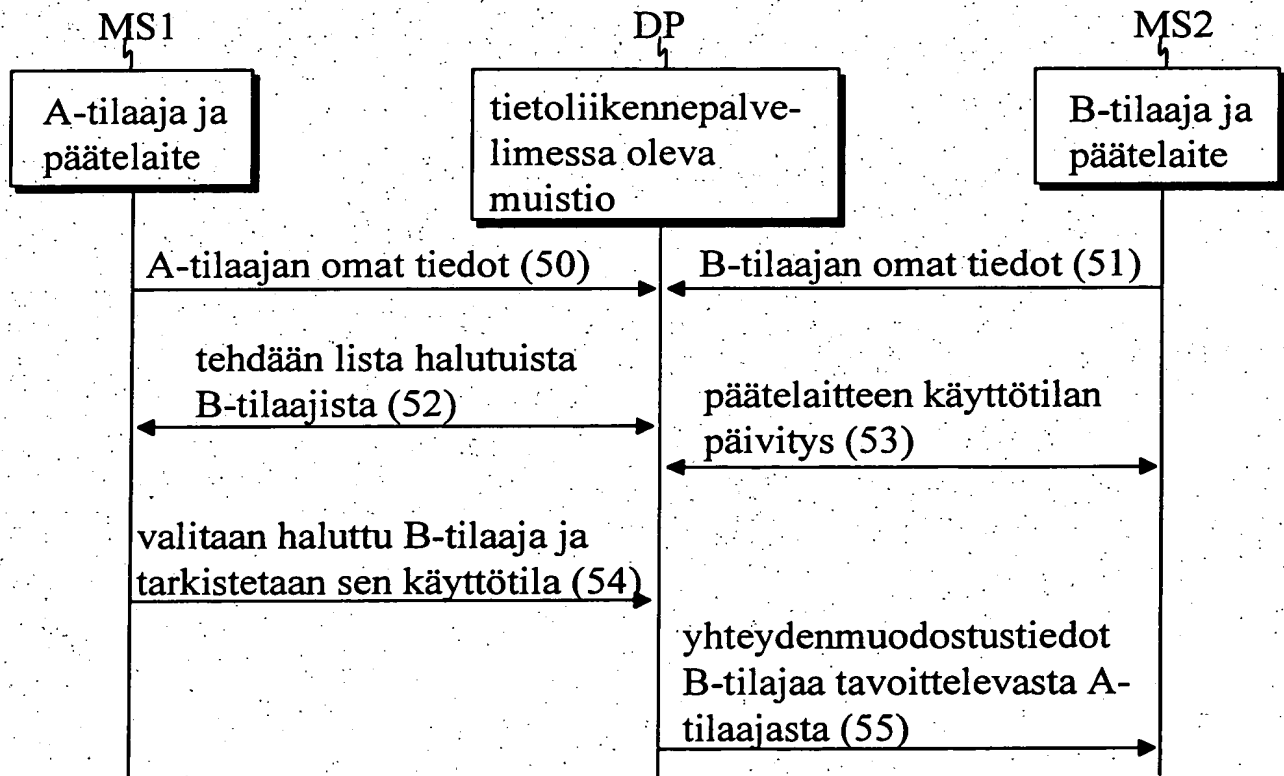 MS1
DP
MS2
A-tilaaja ja
päätelaite
tietoliikennepalve-
limessa oleva
muistio
B-tilaaja ja
päätelaite
A-tilaajan omat tiedot (50)
B-tilaajan omat tiedot (51)
tehdään lista halutuista
B-tilaajista (52)
päätelaitteen käyttötilan
päivitys (53)
valitaan haluttu B-tilaaja ja
tarkistetaan sen käyttötila (54)
yhteydenmuodostustiedot
B-tilajaa tavoittelevasta A-
tilaajasta (55)